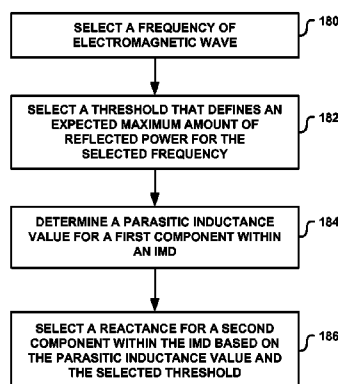 SELECT A FREQUENCY OF
ELECTROMAGNETIC WAVE
180
SELECT A THRESHOLD THAT DEFINES AN
EXPECTED MAXIMUM AMOUNT OF
REFLECTED POWER FOR THE
SELECTED FREQUENCY
182
DETERMINE A PARASITIC INDUCTANCE
VALUE FOR A FIRST COMPONENT WITHIN
AN IMD
184
SELECT A REACTANCE FOR A SECOND
COMPONENT WITHIN THE IMD BASED ON
THE PARASITIC INDUCTANCE VALUE AND
THE SELECTED THRESHOLD
186